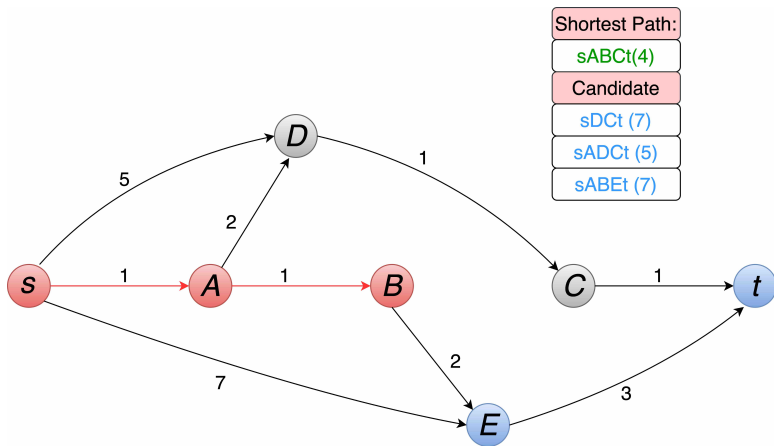 Shortest Path:
sABCt(4)
Candidate
sDCt (7)
sADCt (5)
sABEt (7)
D
5
1
2
s
1
A
1
B
C
1
t
2
7
3
E